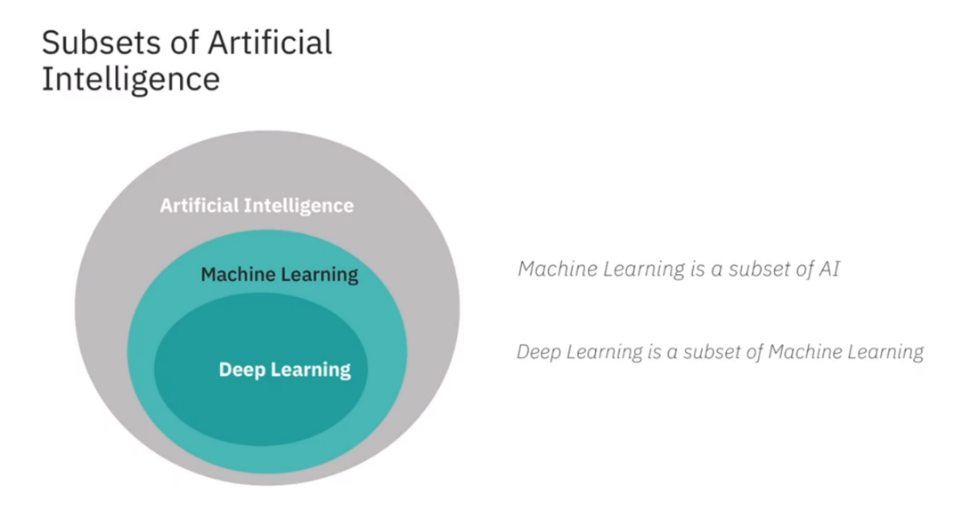 Subsets of Artificial
Intelligence
Artificial Intelligence
Machine Learning
Deep Learning
Machine Learning is a subset of AI
Deep Learning is a subset of Machine Learning